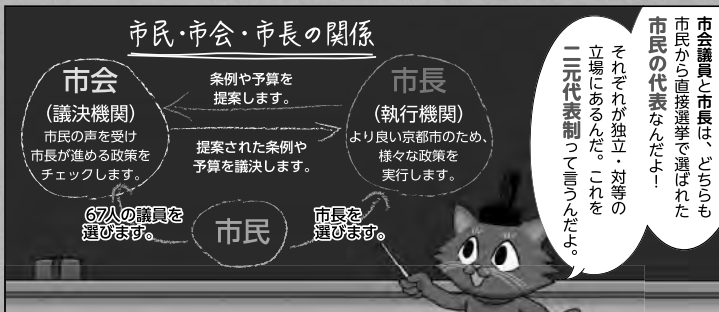 市会議員と市長は、どちらも
市民から直接選挙で選ばれた
市民の代表なんだよ！
それぞれが独立・対等の
立場にあるんだ。これを
二元代表制って言うんだよ。
市民・市会・市長の関係
市会
(議決機関)
市民の声を受け
市長が進める政策を
チェックします。
条例や予算を
提案します。
提案された条例や
予算を議決します。
市長
(執行機関)
より良い京都市のため、
様々な政策を
実行します。
67人の議員を
選びます。
市民
市長を
選びます。